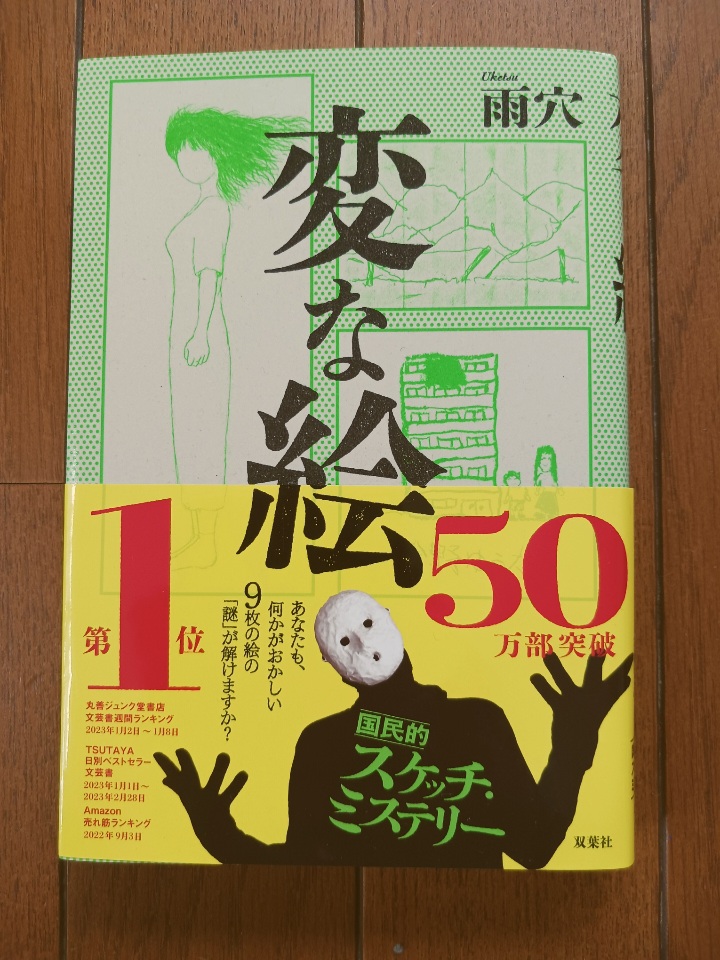 Uketsu
雨穴
変な絵
第1位
50
万部突破
あなたも、
何かがおかしい
9枚の絵の
「謎」が解けますか?
丸善ジュンク堂書店
文芸書週間ランキング
2023年1月2日～1月8日
TSUTAYA
日別ベストセラー
文芸書
2023年1月1日～
2023年2月28日
Amazon
売れ筋ランキング
2022年9月3日
国民的
スケッチ・
ミステリー
双葉社